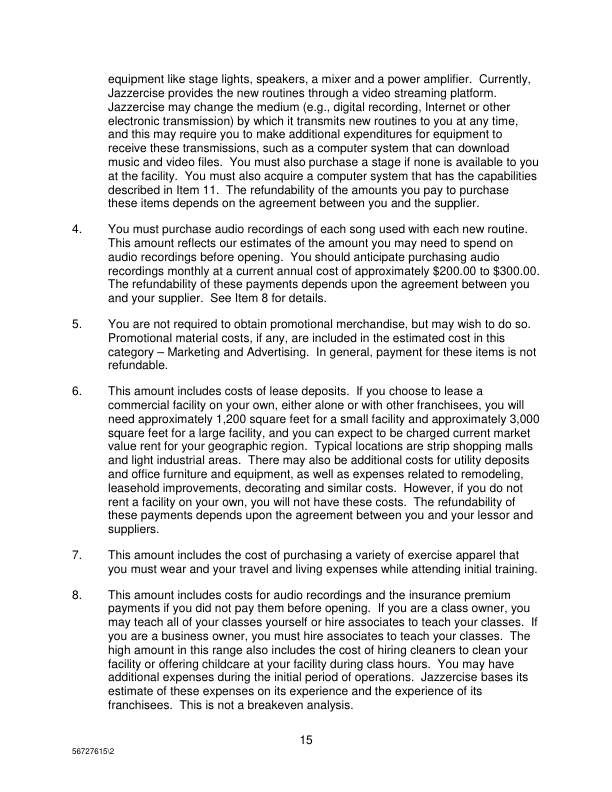 equipment like stage lights, speakers, a mixer and a power amplifier.  Currently,
Jazzercise provides the new routines through a video streaming platform.
Jazzercise may change the medium (e.g., digital recording, Internet or other
electronic transmission) by which it transmits new routines to you at any time,
and this may require you to make additional expenditures for equipment to
receive these transmissions, such as a computer system that can download
music and video files.  You must also purchase a stage if none is available to you
at the facility.  You must also acquire a computer system that has the capabilities
described in Item 11.  The refundability of the amounts you pay to purchase
these items depends on the agreement between you and the supplier.
4. You must purchase audio recordings of each song used with each new routine.
This amount reflects our estimates of the amount you may need to spend on
audio recordings before opening.  You should anticipate purchasing audio
recordings monthly at a current annual cost of approximately $200.00 to $300.00.
The refundability of these payments depends upon the agreement between you
and your supplier.  See Item 8 for details.
5. You are not required to obtain promotional merchandise, but may wish to do so.
Promotional material costs, if any, are included in the estimated cost in this
category – Marketing and Advertising.  In general, payment for these items is not
refundable.
6. This amount includes costs of lease deposits.  If you choose to lease a
commercial facility on your own, either alone or with other franchisees, you will
need approximately 1,200 square feet for a small facility and approximately 3,000
square feet for a large facility, and you can expect to be charged current market
value rent for your geographic region.  Typical locations are strip shopping malls
and light industrial areas.  There may also be additional costs for utility deposits
and office furniture and equipment, as well as expenses related to remodeling,
leasehold improvements, decorating and similar costs.  However, if you do not
rent a facility on your own, you will not have these costs.  The refundability of
these payments depends upon the agreement between you and your lessor and
suppliers.
7. This amount includes the cost of purchasing a variety of exercise apparel that
you must wear and your travel and living expenses while attending initial training.
8. This amount includes costs for audio recordings and the insurance premium
payments if you did not pay them before opening.  If you are a class owner, you
may teach all of your classes yourself or hire associates to teach your classes.  If
you are a business owner, you must hire associates to teach your classes.  The
high amount in this range also includes the cost of hiring cleaners to clean your
facility or offering childcare at your facility during class hours.  You may have
additional expenses during the initial period of operations.  Jazzercise bases its
estimate of these expenses on its experience and the experience of its
franchisees.  This is not a breakeven analysis.
15
56727615\2